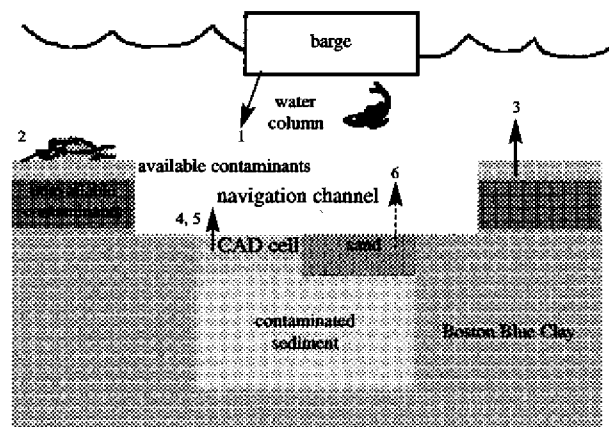 barge
water
column
1
2
3
available contaminants
6
navigation channel
4, 5
CAD cell
sand
contaminated
sediment
Boston Blue Clay